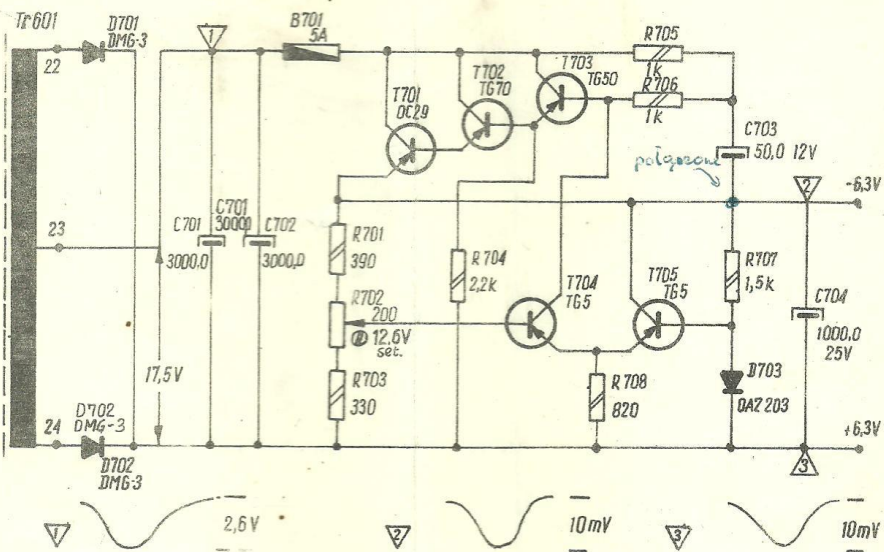 Tr601
D701
DMG-3
22
1
B701
5A
T701
OC29
T702
TG70
T703
TG50
R705
1k
R706
1k
C703
50,0 12V
połączone
2
-6,3V
23
C701
3000,0
C701
30000
C702
3000,0
R701
390
R702
200
R 12,6V
set.
R703
330
R704
2,2k
T704
TG5
T705
TG5
R707
1,5k
C704
1000,0
25V
R708
820
D703
OAZ203
17,5V
24
D702
DMG-3
D702
DMG-3
+6,3V
3
1
2,6V
2
10mV
3
10mV